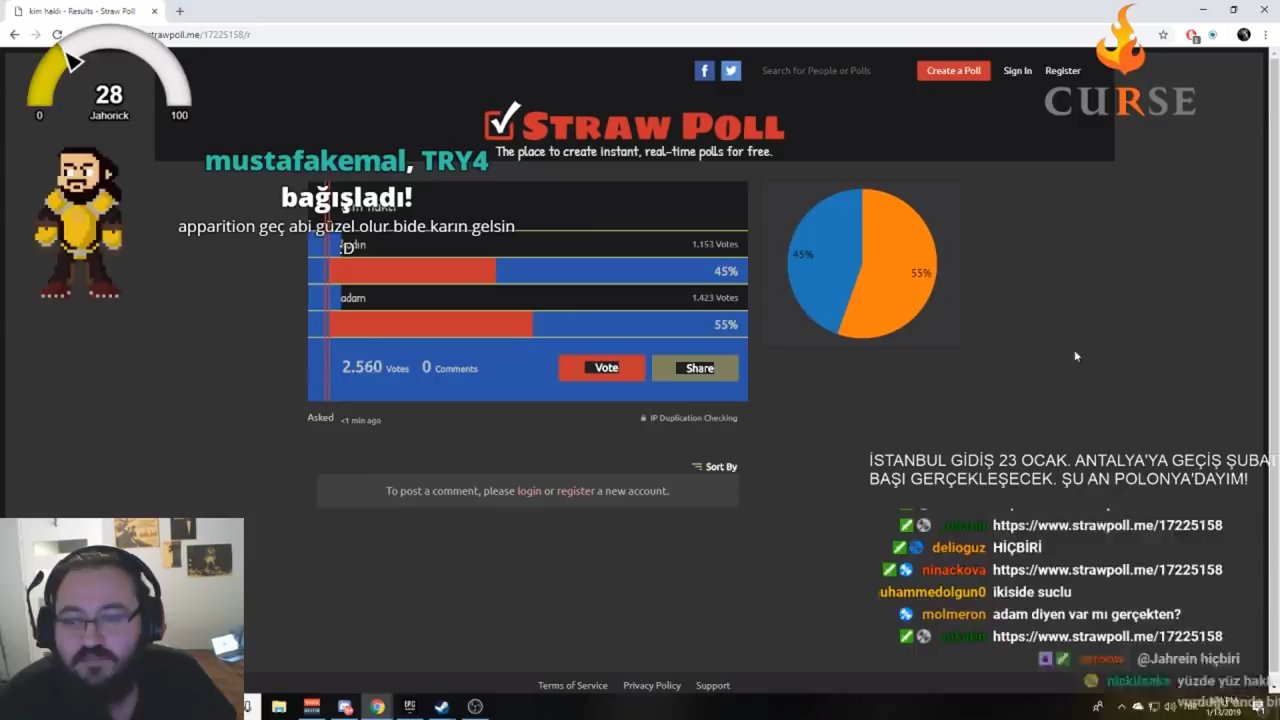 kim haklı - Results - Straw Poll
strawpoll.me/17225158/r
28
Jahorick
0
100
Search for People or Polls
Create a Poll
Sign In
Register
CURSE
STRAW POLL
The place to create instant, real-time polls for free.
mustafakemal, TRY4
bağışladı!
apparition geç abi güzel olur bide karın gelsin
:D
1.153 Votes
45%
adam
1.423 Votes
55%
2.560 Votes
0 Comments
Vote
Share
45%
55%
Asked
<1 min ago
IP Duplication Checking
Sort By
To post a comment, please login or register a new account.
İSTANBUL GİDİŞ 23 OCAK. ANTALYA'YA GEÇİŞ ŞUBAT
BAŞI GERÇEKLEŞECEK. ŞU AN POLONYA'DAYIM!
https://www.strawpoll.me/17225158
delioguz HİÇBİRİ
ninackova https://www.strawpoll.me/17225158
uhammedolgun0 ikiside suclu
molmeron adam diyen var mı gerçekten?
https://www.strawpoll.me/17225158
@Jahrein hiçbiri
yüzde yüz hakl
Terms of Service
Privacy Policy
Support
1/13/2019